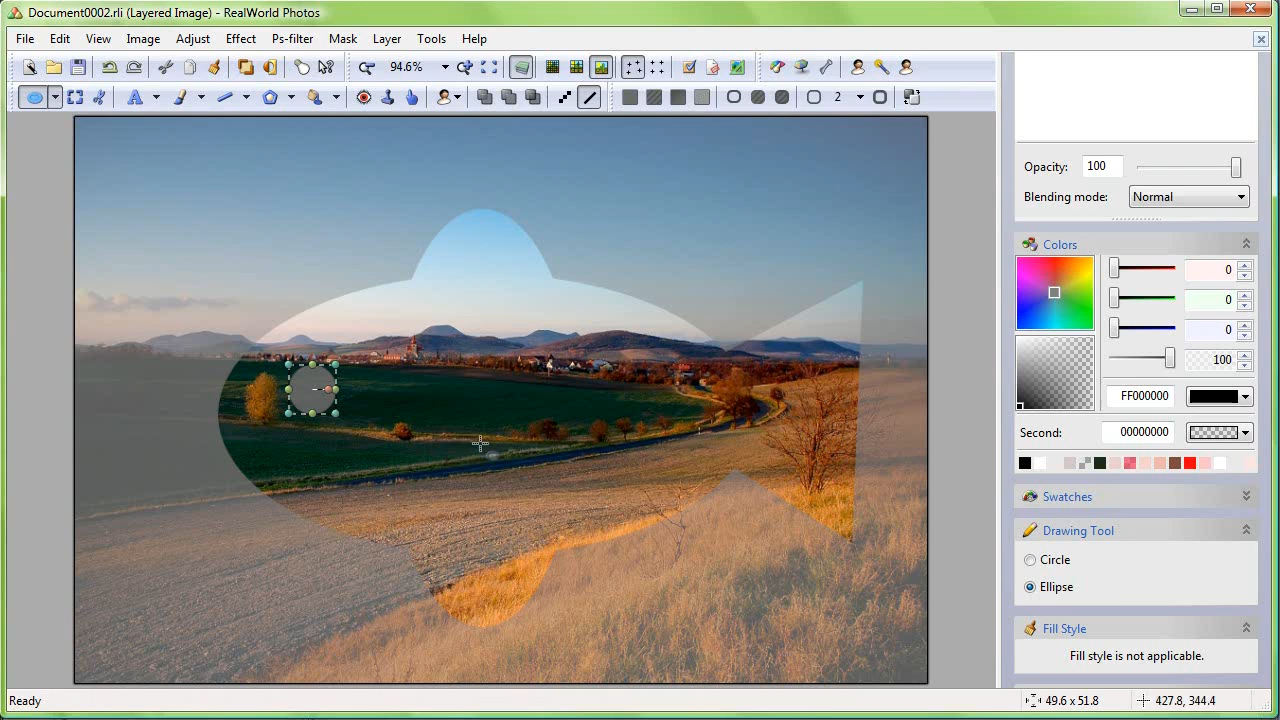 Document0002.rli (Layered Image) - RealWorld Photos
File Edit View Image Adjust Effect Ps-filter Mask Layer Tools Help
94.6%
2
Opacity: 100
Blending mode: Normal
Colors
0
0
0
100
FF000000
Second: 00000000
Swatches
Drawing Tool
Circle
Ellipse
Fill Style
Fill style is not applicable.
Ready 49.6 x 51.8 427.8, 344.4